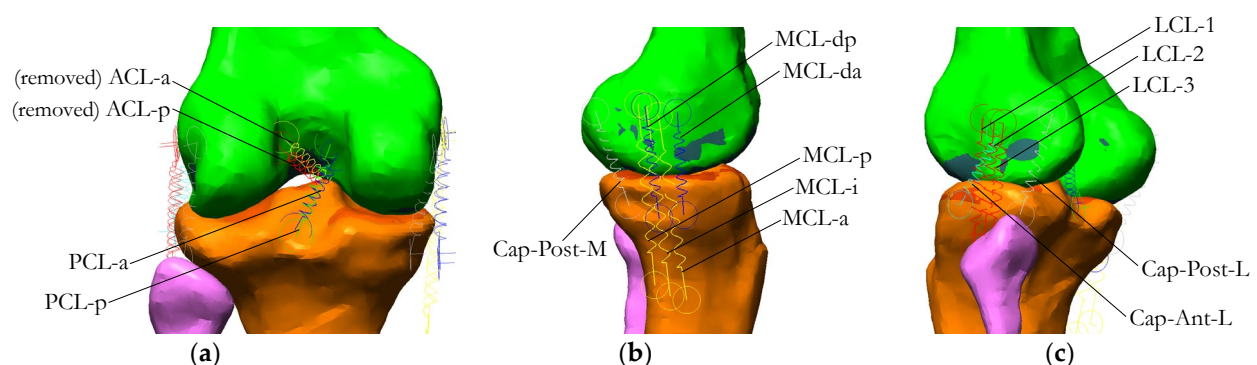 (removed) ACL-a
(removed) ACL-p
PCL-a
PCL-p
(a)
MCL-dp
MCL-da
MCL-p
MCL-i
MCL-a
Cap-Post-M
(b)
LCL-1
LCL-2
LCL-3
Cap-Post-L
Cap-Ant-L
(c)